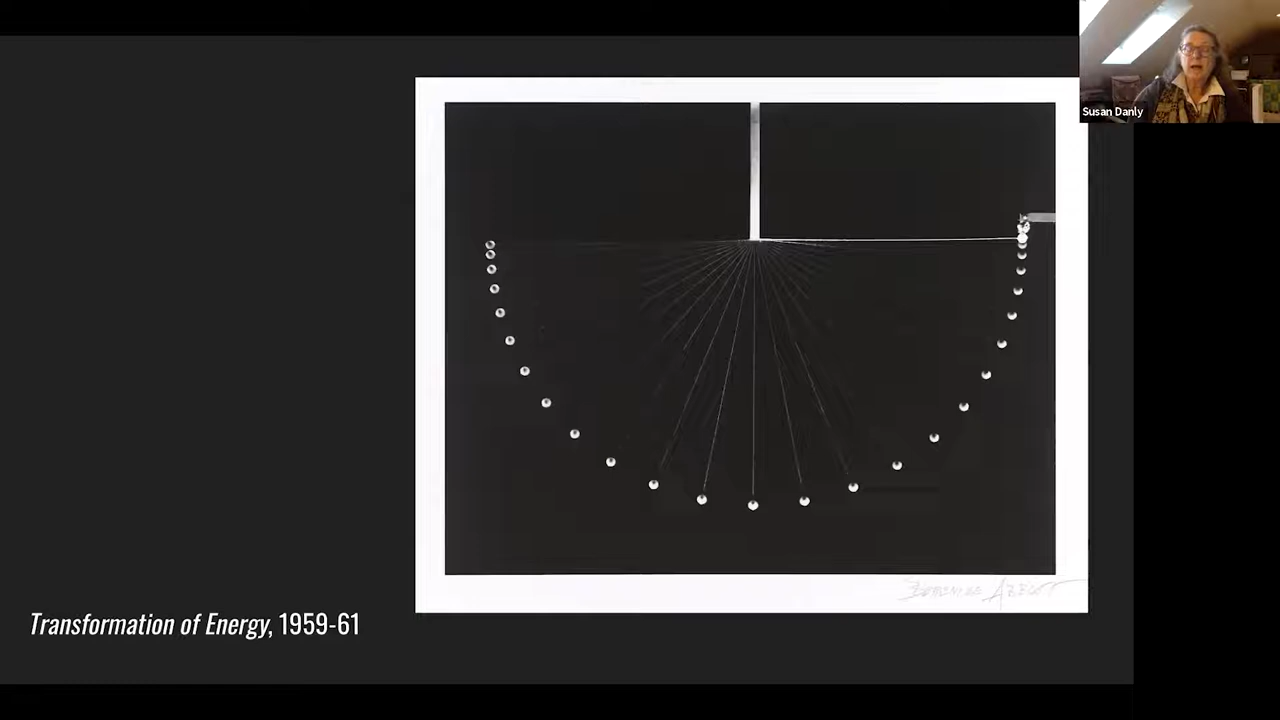 Susan Danly
Transformation of Energy, 1959-61